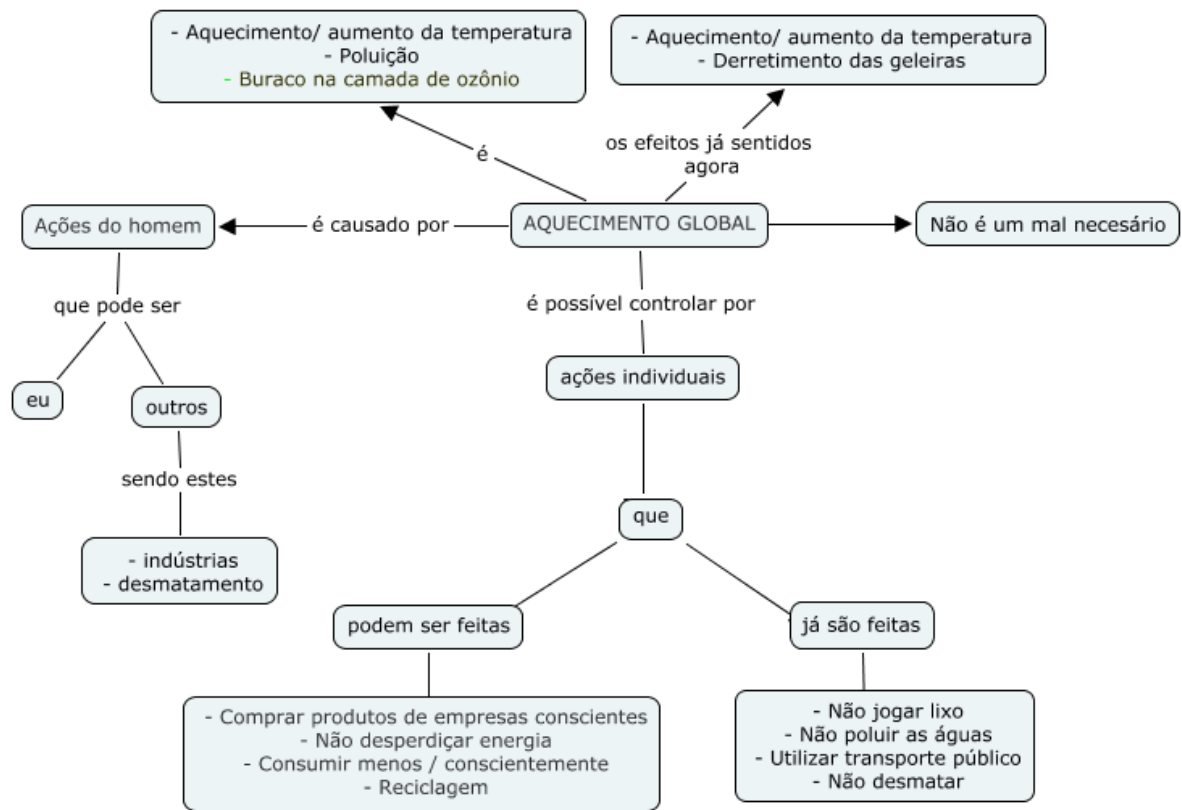 - Aquecimento/ aumento da temperatura
- Poluição
- Buraco na camada de ozônio
- Aquecimento/ aumento da temperatura
- Derretimento das geleiras
é
os efeitos já sentidos
agora
Ações do homem
é causado por
AQUECIMENTO GLOBAL
Não é um mal necesário
que pode ser
é possível controlar por
eu
outros
ações individuais
sendo estes
- indústrias
- desmatamento
que
podem ser feitas
já são feitas
- Comprar produtos de empresas conscientes
- Não desperdiçar energia
- Consumir menos / conscientemente
- Reciclagem
- Não jogar lixo
- Não poluir as águas
- Utilizar transporte público
- Não desmatar